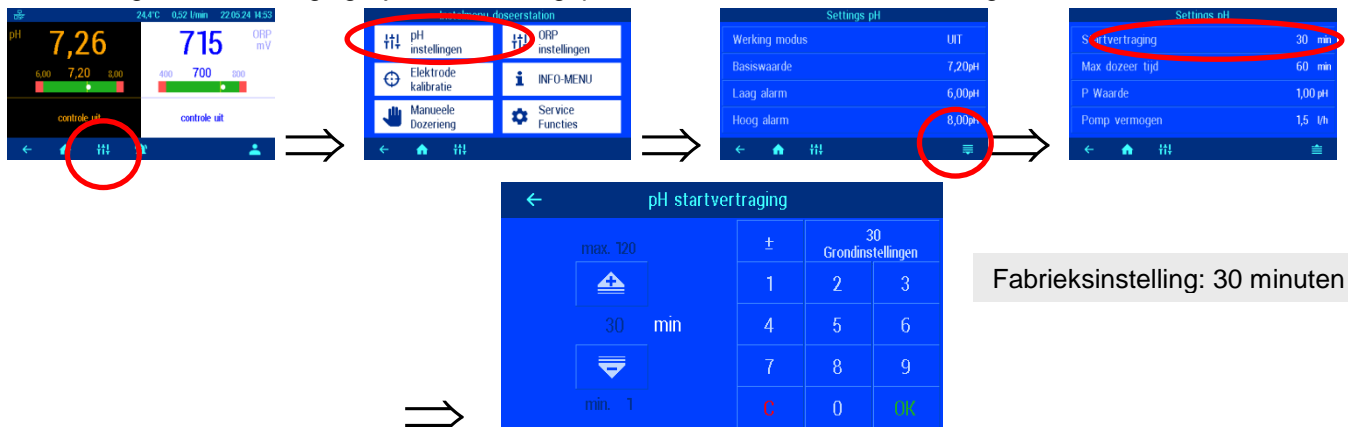 24,4°C 0,52 l/min 22.05.24 14:53
pH 7,26
6,00 7,20 8,00
controle uit
715 ORP mV
400 700 800
controle uit
Instelmenu doseerstation
pH instellingen
ORP instellingen
Elektrode kalibratie
INFO-MENU
Manueele Dozerieng
Service Functies
Settings pH
Werking modus UIT
Basiswaarde 7,20pH
Laag alarm 6,00pH
Hoog alarm 8,00pH
Settings pH
Startvertraging 30 min
Max dozeer tijd 60 min
P Waarde 1,00 pH
Pomp vermogen 1,5 l/h
pH startvertraging
max. 120
30 min
min. 1
± 30 Grondinstellingen
1 2 3
4 5 6
7 8 9
C 0 OK
Fabrieksinstelling: 30 minuten